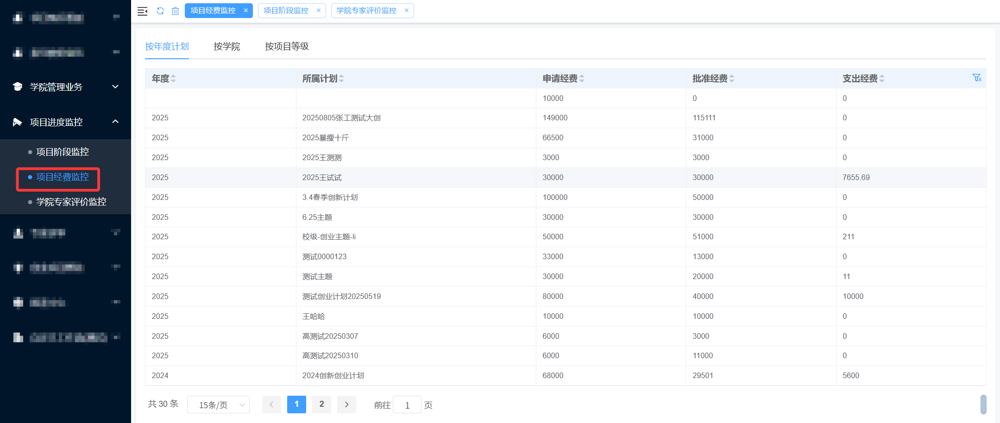 项目经费监控 × 项目阶段监控 × 学院专家评价监控 ×
学院管理业务
项目进度监控
项目阶段监控
项目经费监控
学院专家评价监控
按年度计划 按学院 按项目等级
年度 所属计划 申请经费 批准经费 支出经费
10000 0 0
2025 20250805张工测试大创 149000 115111 0
2025 2025暴瘦十斤 66500 31000 0
2025 2025王测测 3000 3000 0
2025 2025王试试 30000 30000 7655.69
2025 3.4春季创新计划 100000 50000 0
2025 6.25主题 30000 30000 0
2025 校级-创业主题-li 50000 51000 211
2025 测试0000123 33000 13000 0
2025 测试主题 30000 20000 11
2025 测试创业计划20250519 80000 40000 10000
2025 王哈哈 10000 10000 0
2025 高测试20250307 6000 3000 0
2025 高测试20250310 6000 11000 0
2024 2024创新创业计划 68000 29501 5600
共 30 条 15条/页 1 2 前往 1 页